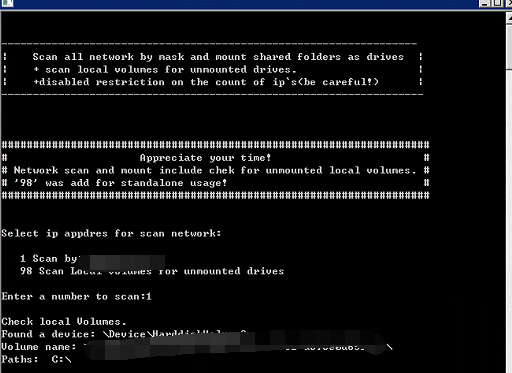 Scan all network by mask and mount shared folders as drives
+ scan local volumes for unmounted drives.
+disabled restriction on the count of ip`s(be careful!)
Appreciate your time!
# Network scan and mount include chek for unmounted local volumes. #
# '98' was add for standalone usage! #
Select ip appdres for scan network:
1 Scan by
98 Scan Local volumes for unmounted drives
Enter a number to scan:1
Check local Volumes.
Found a device: \Device\HarddiskVolume
Volume name:
Paths: C:\